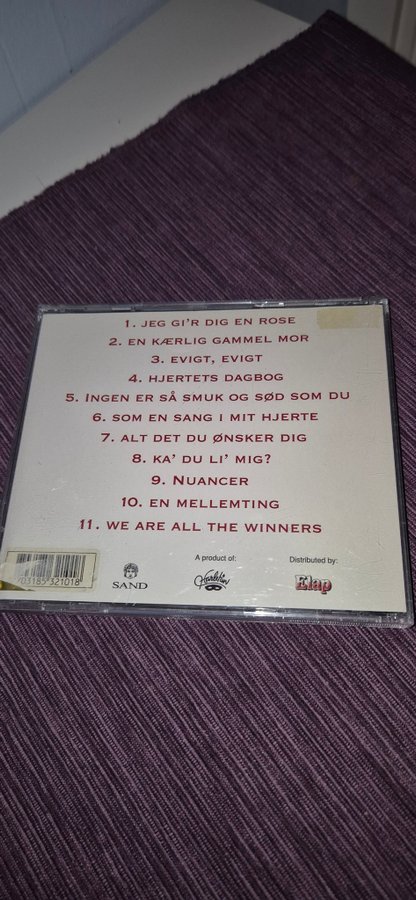 1. JEG GI'R DIG EN ROSE
2. EN KÆRLIG GAMMEL MOR
3. EVIGT, EVIGT
4. HJERTETS DAGBOG
5. INGEN ER SÅ SMUK OG SØD SOM DU
6. SOM EN SANG I MIT HJERTE
7. ALT DET DU ØNSKER DIG
8. KA' DU LI' MIG?
9. NUANCER
10. EN MELLEMTING
11. WE ARE ALL THE WINNERS
A product of:
Distributed by:
703185 321018
SAND
Harlekin
Elap